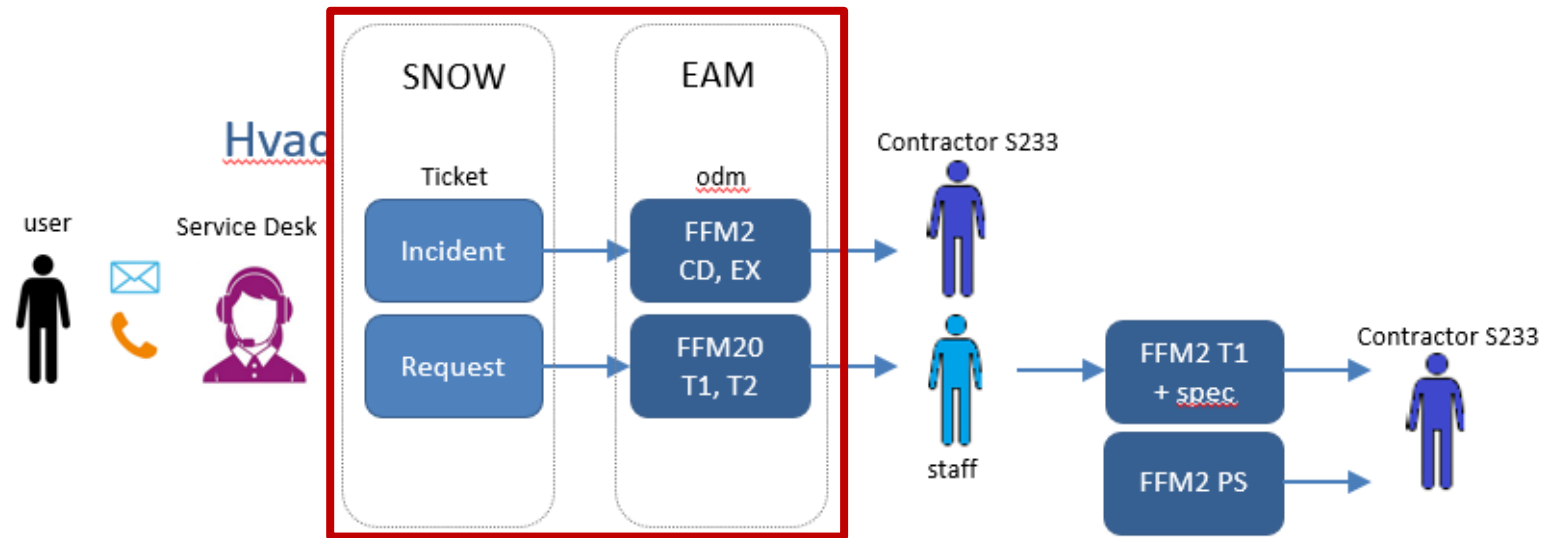 SNOW
EAM
Hvac
Contractor S233
Ticket
odm
user
Service Desk
Incident
FFM2
CD, EX
Request
FFM20
T1, T2
staff
FFM2 T1
+ spec
FFM2 PS
Contractor S233